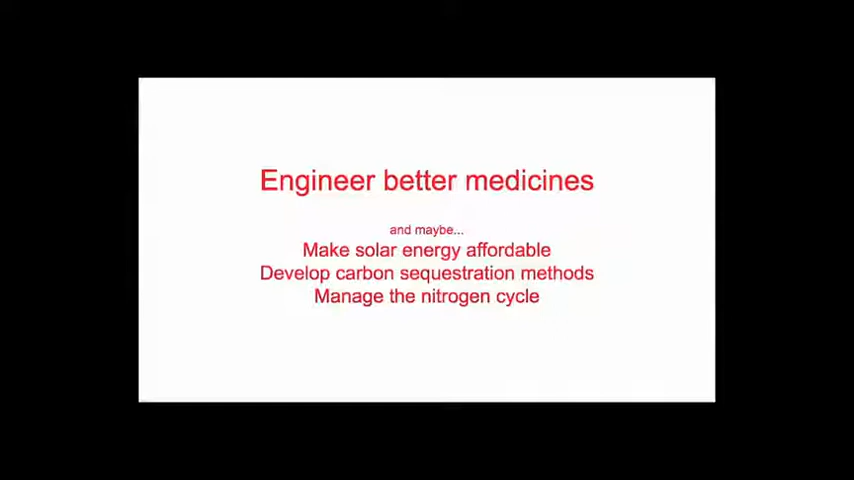 Engineer better medicines
and maybe...
Make solar energy affordable
Develop carbon sequestration methods
Manage the nitrogen cycle